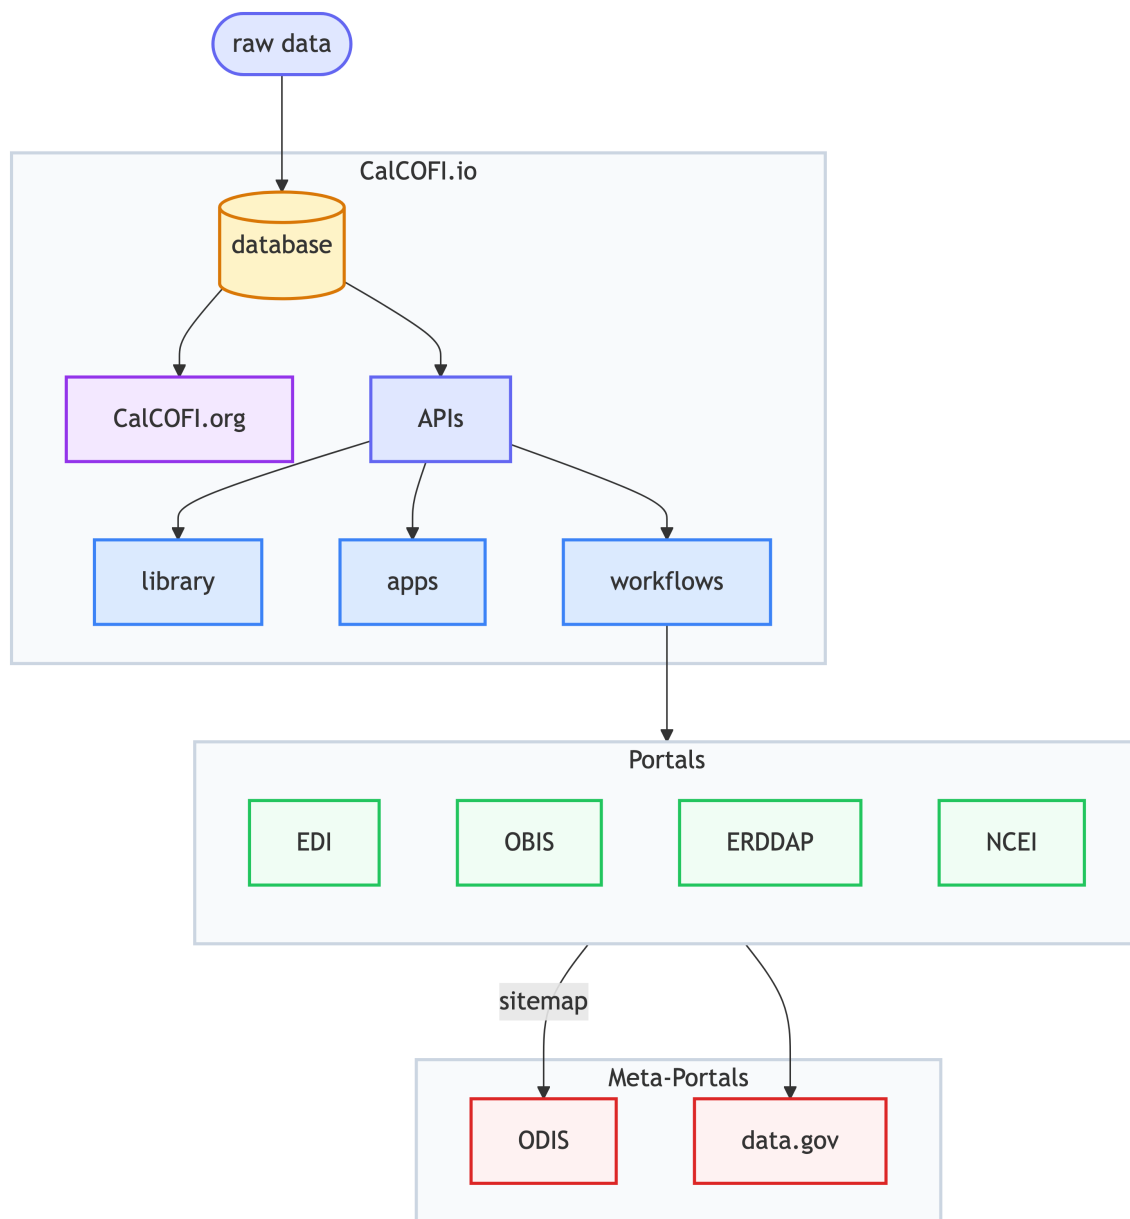 raw data
CalCOFI.io
database
CalCOFI.org
APIs
library
apps
workflows
Portals
EDI
OBIS
ERDDAP
NCEI
sitemap
Meta-Portals
ODIS
data.gov